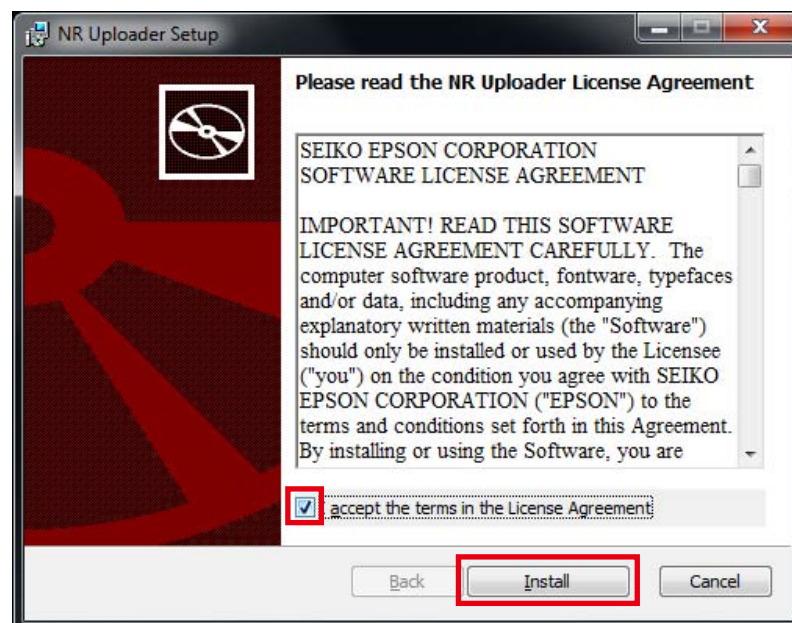 NR Uploader Setup
Please read the NR Uploader License Agreement
SEIKO EPSON CORPORATION
SOFTWARE LICENSE AGREEMENT
IMPORTANT! READ THIS SOFTWARE
LICENSE AGREEMENT CAREFULLY. The
computer software product, fontware, typefaces
and/or data, including any accompanying
explanatory written materials (the "Software")
should only be installed or used by the Licensee
("you") on the condition you agree with SEIKO
EPSON CORPORATION ("EPSON") to the
terms and conditions set forth in this Agreement.
By installing or using the Software, you are
I accept the terms in the License Agreement
Back Install Cancel